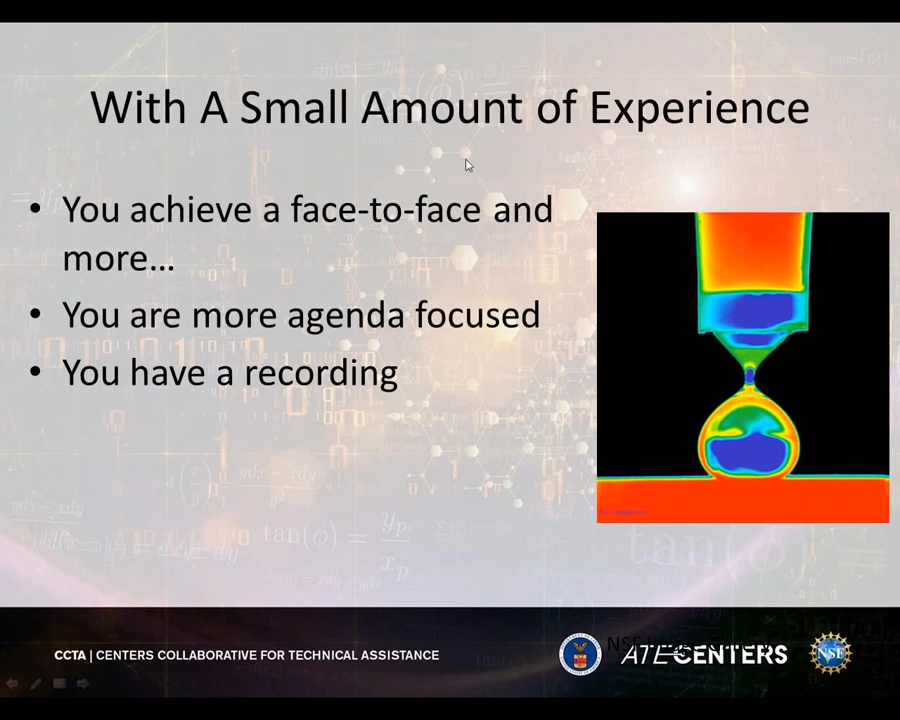 With A Small Amount of Experience
• You achieve a face-to-face and
more...
• You are more agenda focused
• You have a recording
CCTA | CENTERS COLLABORATIVE FOR TECHNICAL ASSISTANCE
ATE CENTERS
NSF